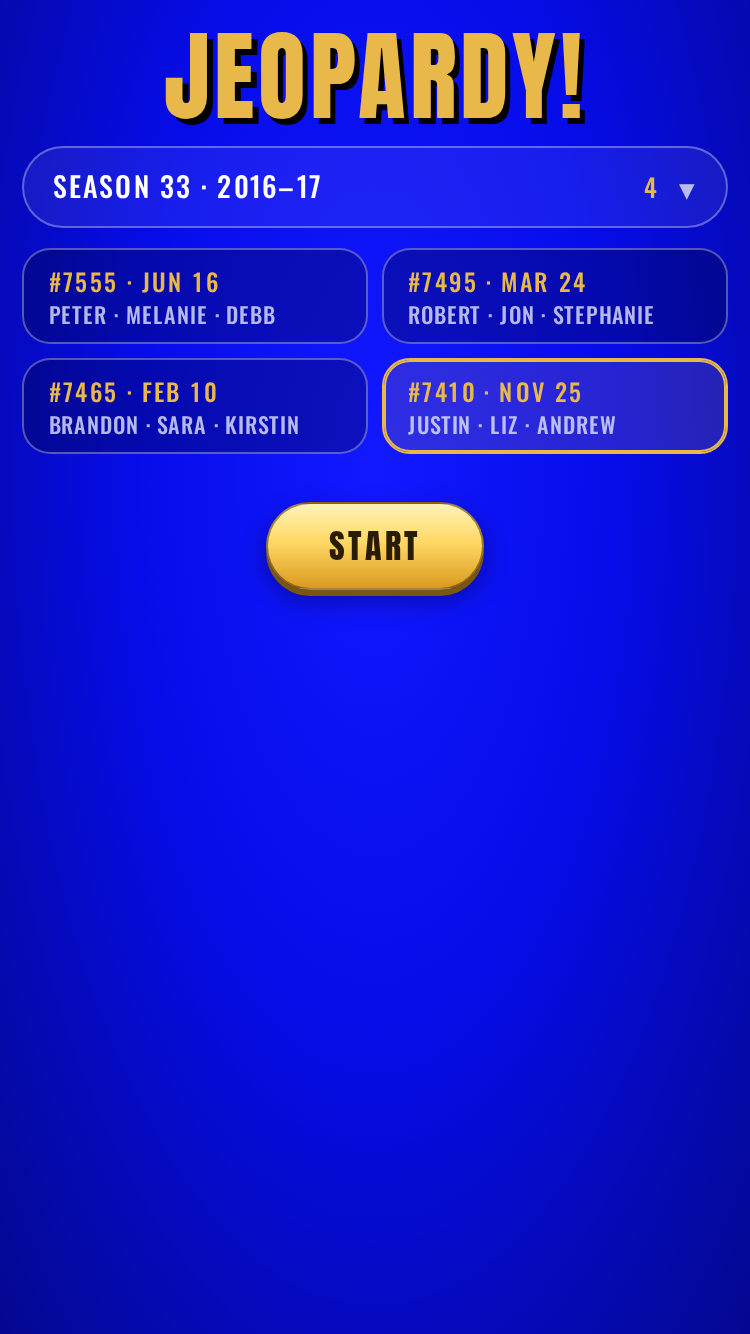 JEOPARDY!
SEASON 33 · 2016–17 4 ▼
#7555 · JUN 16
PETER · MELANIE · DEBB
#7495 · MAR 24
ROBERT · JON · STEPHANIE
#7465 · FEB 10
BRANDON · SARA · KIRSTIN
#7410 · NOV 25
JUSTIN · LIZ · ANDREW
START